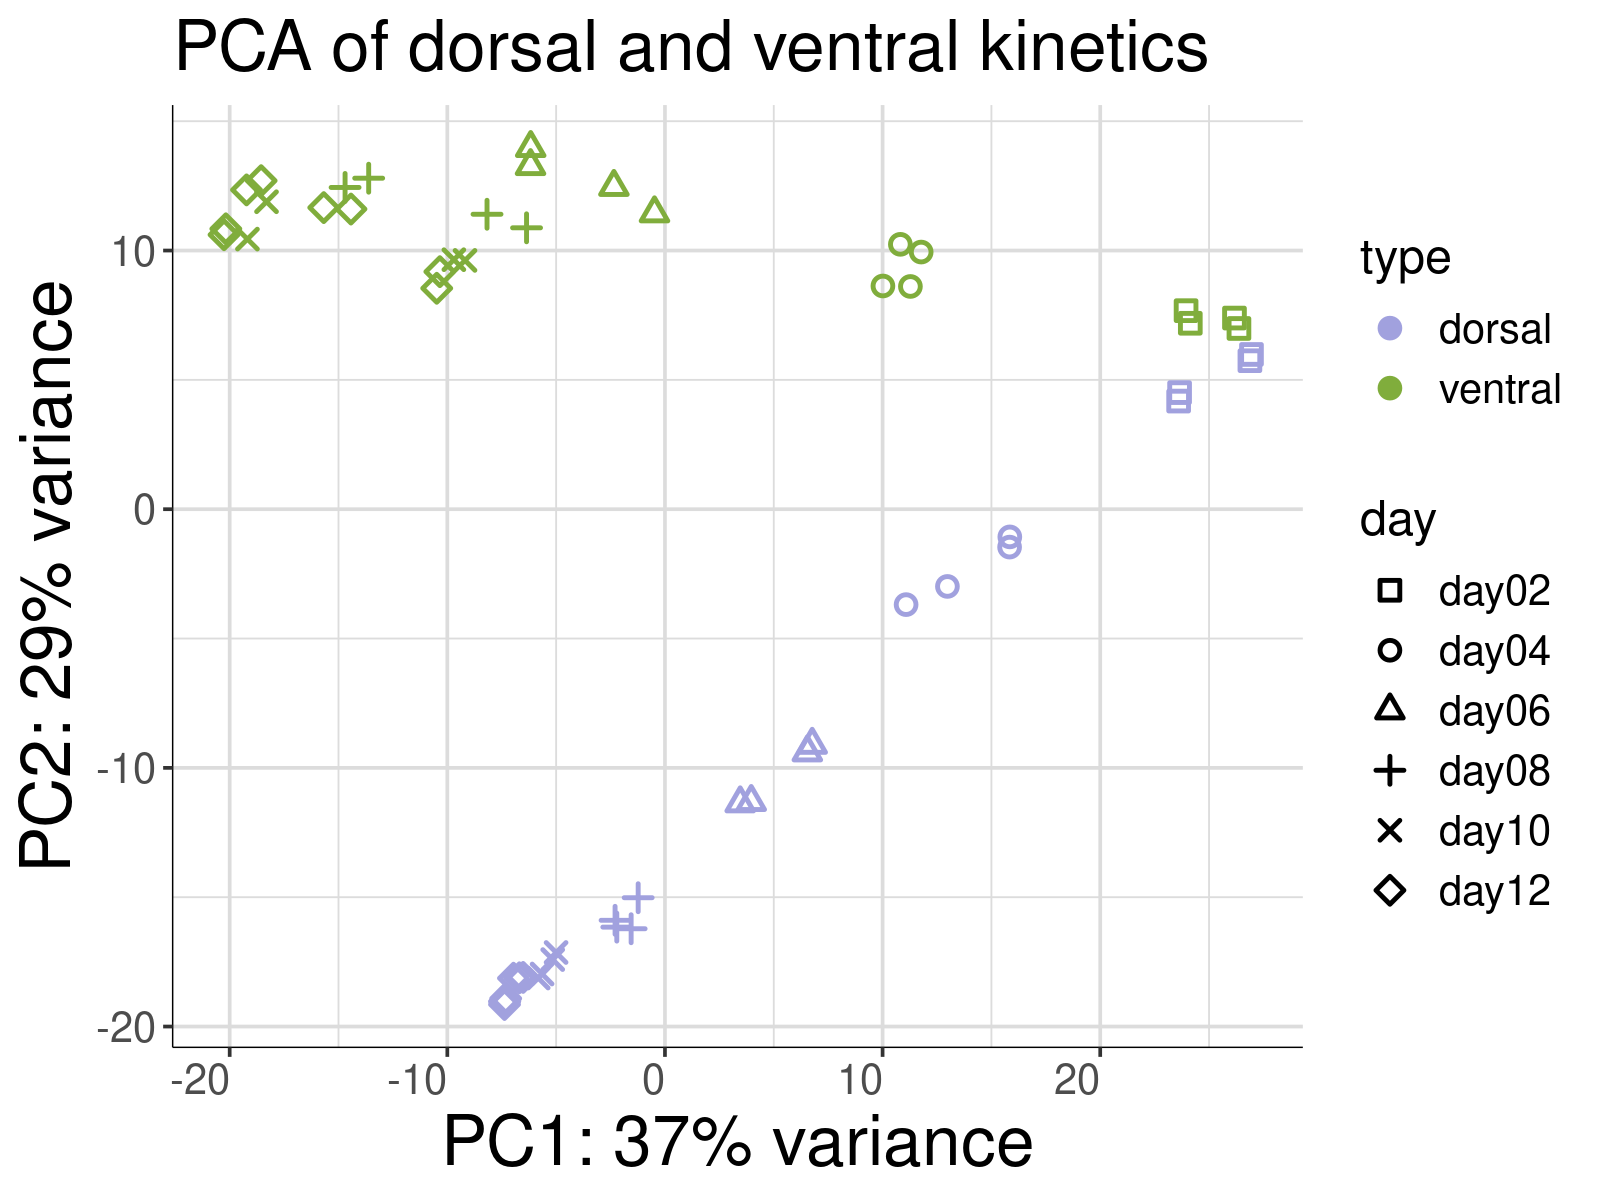 PCA of dorsal and ventral kinetics
PC2: 29% variance
10
0
-10
-20
-20
-10
0
10
20
PC1: 37% variance
type
dorsal
ventral
day
day02
day04
day06
day08
day10
day12